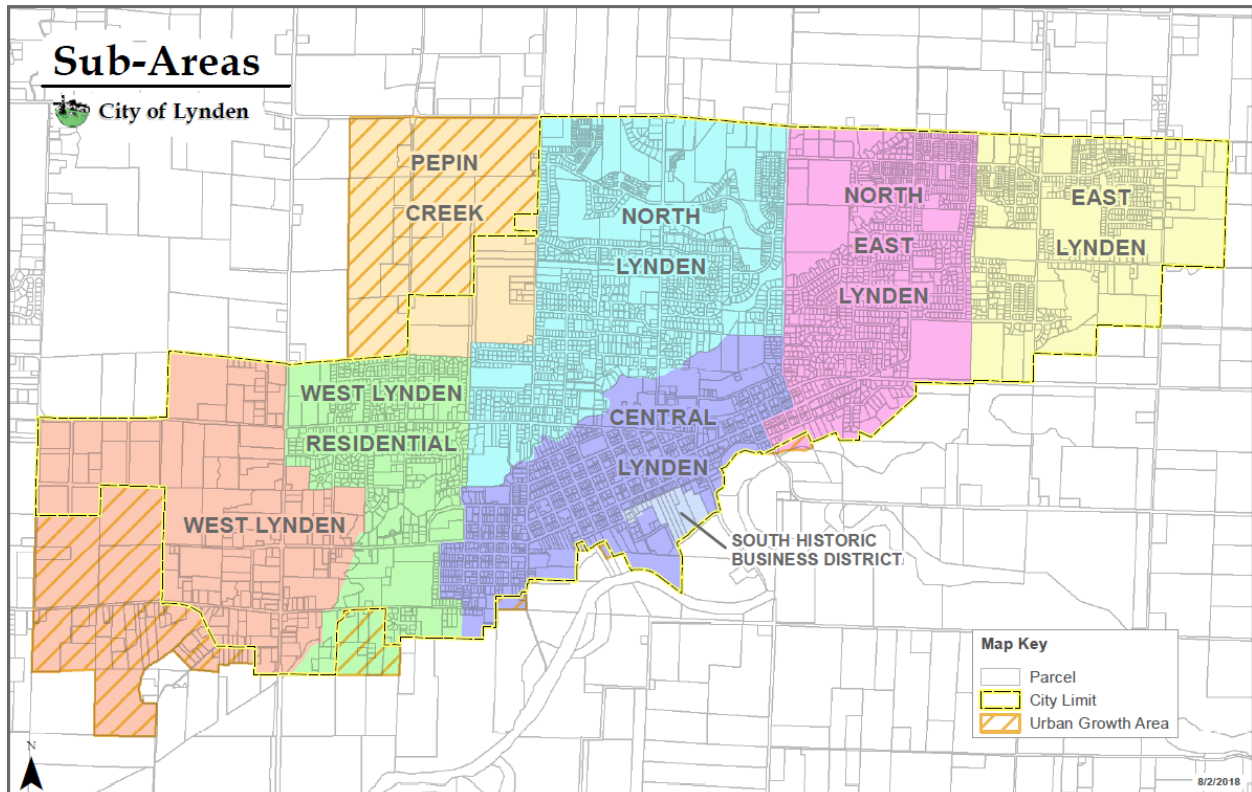 Sub-Areas
City of Lynden
PEPIN
CREEK
NORTH
LYNDEN
NORTH
EAST
LYNDEN
EAST
LYNDEN
WEST LYNDEN
RESIDENTIAL
CENTRAL
LYNDEN
WEST LYNDEN
SOUTH HISTORIC
BUSINESS DISTRICT
Map Key
Parcel
City Limit
Urban Growth Area
N
8/2/2018